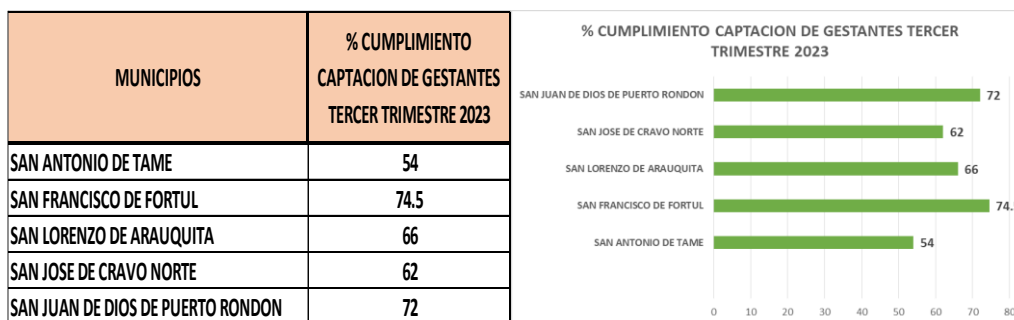 MUNICIPIOS
% CUMPLIMIENTO
CAPTACION DE GESTANTES
TERCER TRIMESTRE 2023
SAN ANTONIO DE TAME 54
SAN FRANCISCO DE FORTUL 74.5
SAN LORENZO DE ARAUQUITA 66
SAN JOSE DE CRAVO NORTE 62
SAN JUAN DE DIOS DE PUERTO RONDON 72
% CUMPLIMIENTO CAPTACION DE GESTANTES TERCER
TRIMESTRE 2023
SAN JUAN DE DIOS DE PUERTO RONDON 72
SAN JOSE DE CRAVO NORTE 62
SAN LORENZO DE ARAUQUITA 66
SAN FRANCISCO DE FORTUL 74.
SAN ANTONIO DE TAME 54
0 10 20 30 40 50 60 70 80